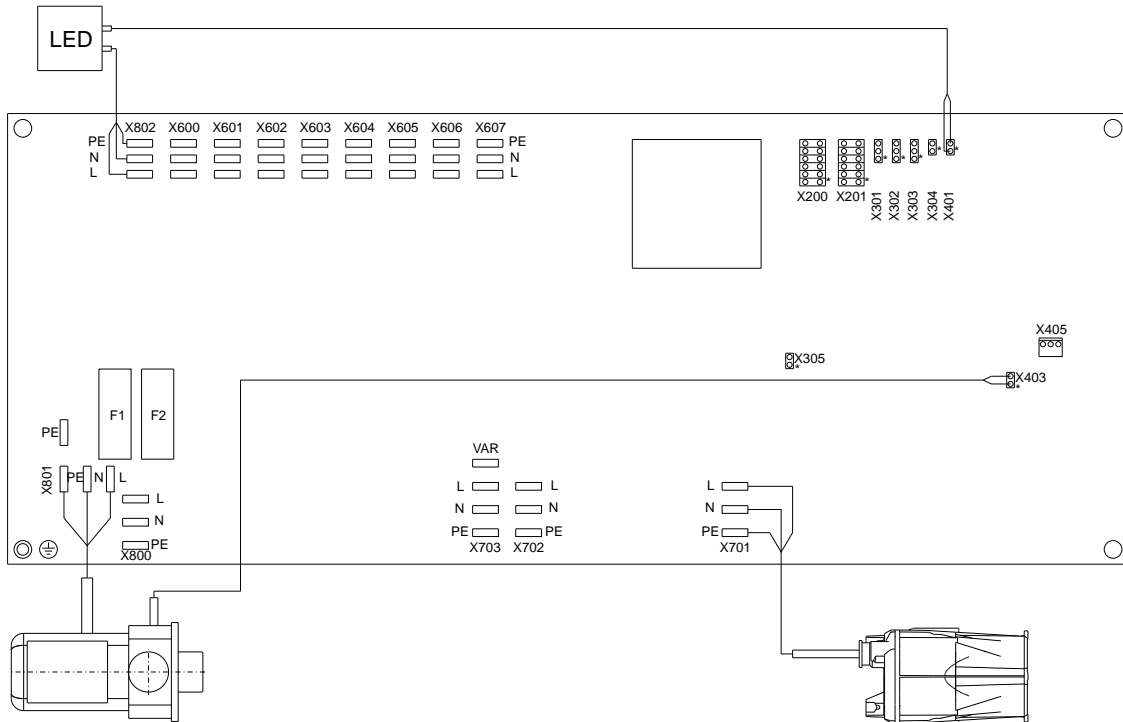 LED
X802 X600 X601 X602 X603 X604 X605 X606 X607
PE PE
N N
L L
* * * * * * *
X200 X201 X301 X302 X303 X304 X401
X405
X305
*
X403
*
F1 F2
PE
X801 PE N L
VAR
L
N
PE
X800
L L
N N
PE PE
X703 X702
L
N
PE
X701